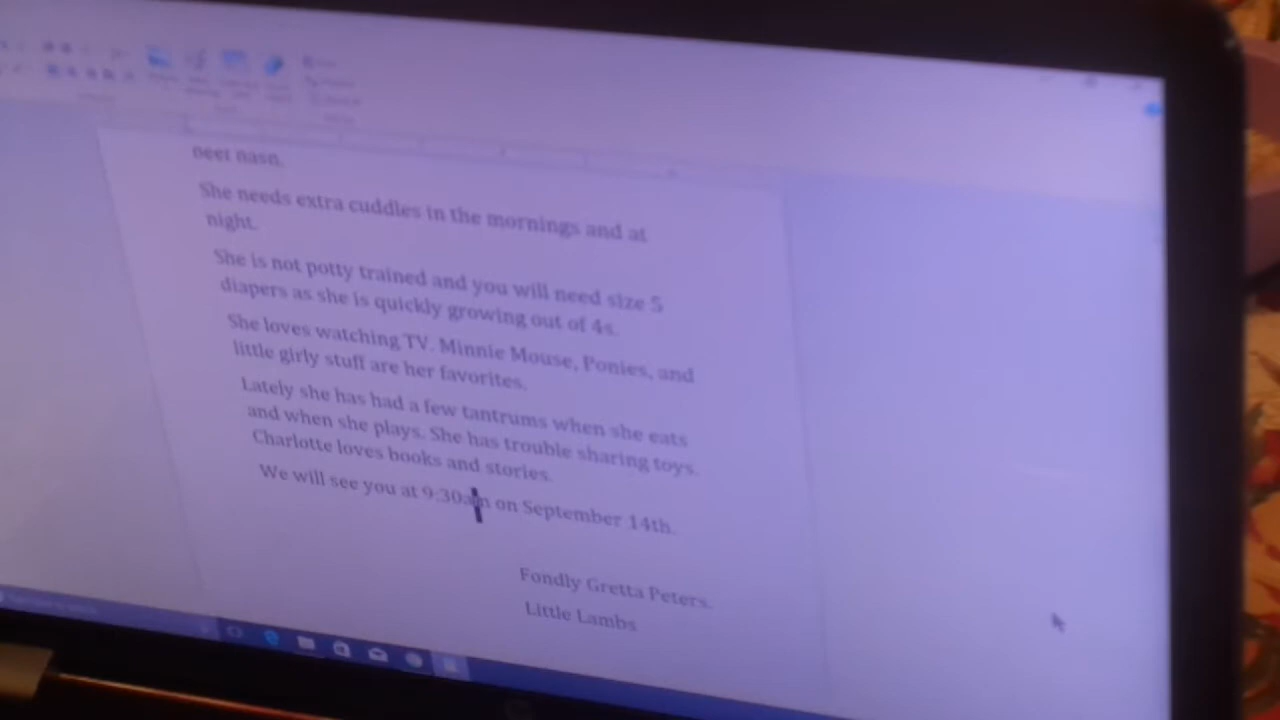 She needs extra cuddles in the mornings and at
night.
She is not potty trained and you will need size 5
diapers as she is quickly growing out of 4s.
She loves watching TV. Minnie Mouse, Ponies, and
little girly stuff are her favorites.
Lately she has had a few tantrums when she eats
and when she plays. She has trouble sharing toys.
Charlotte loves books and stories.
We will see you at 9:30am on September 14th.
Fondly Gretta Peters.
Little Lambs